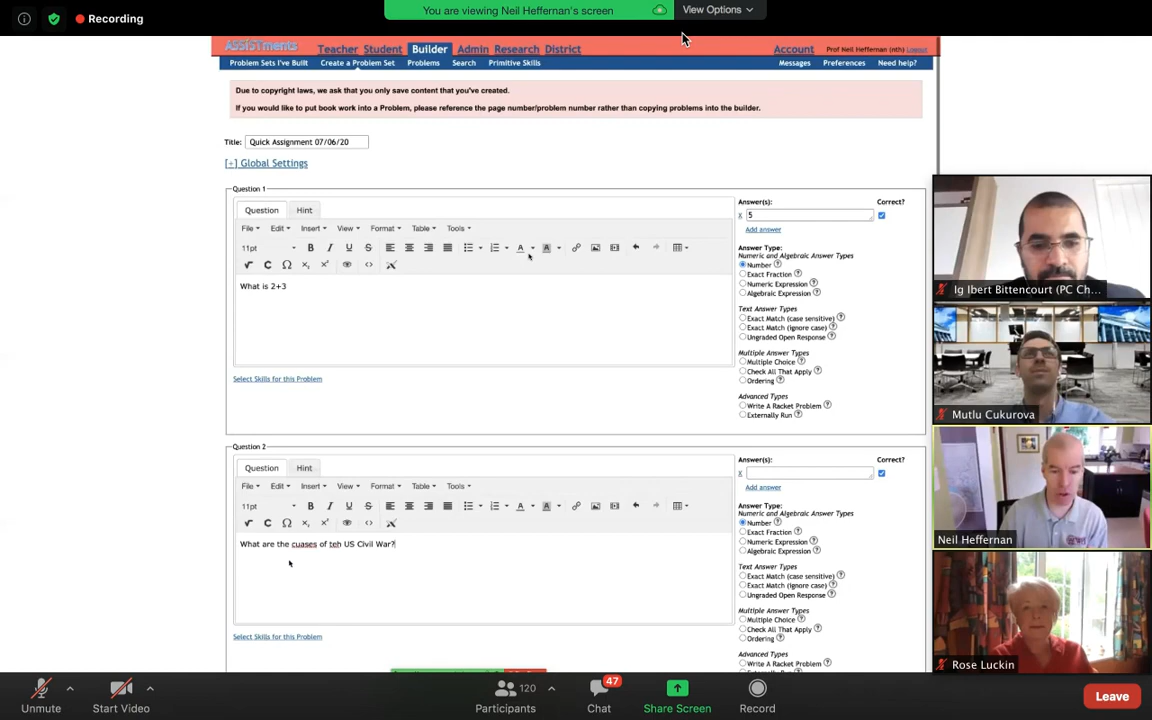 Recording
You are viewing Neil Heffernan's screen
View Options
ASSISTments
Teacher Student Builder Admin Research District
Account Prof Neil Heffernan (nth) Logout
Problem Sets I've Built Create a Problem Set Problems Search Primitive Skills
Messages Preferences Need help?
Due to copyright laws, we ask that you only save content that you've created.
If you would like to put book work into a Problem, please reference the page number/problem number rather than copying problems into the builder.
Title: Quick Assignment 07/06/20
[+] Global Settings
Question 1
Question Hint
File Edit Insert View Format Table Tools
11pt
What is 2+3
Select Skills for this Problem
Answer(s): Correct?
X 5
Add answer
Answer Type:
Numeric and Algebraic Answer Types
Number
Exact Fraction
Numeric Expression
Algebraic Expression
Text Answer Types
Exact Match (case sensitive)
Exact Match (ignore case)
Ungraded Open Response
Multiple Answer Types
Multiple Choice
Check All That Apply
Ordering
Advanced Types
Write A Racket Problem
Externally Run
Question 2
Question Hint
File Edit Insert View Format Table Tools
11pt
What are the cuases of teh US Civil War?
Select Skills for this Problem
Answer(s): Correct?
X
Add answer
Answer Type:
Numeric and Algebraic Answer Types
Number
Exact Fraction
Numeric Expression
Algebraic Expression
Text Answer Types
Exact Match (case sensitive)
Exact Match (ignore case)
Ungraded Open Response
Multiple Answer Types
Multiple Choice
Check All That Apply
Ordering
Advanced Types
Write A Racket Problem
Ig Ibert Bittencourt (PC Ch...
Mutlu Cukurova
Neil Heffernan
Rose Luckin
Unmute
Start Video
120
Participants
47
Chat
Share Screen
Record
Leave